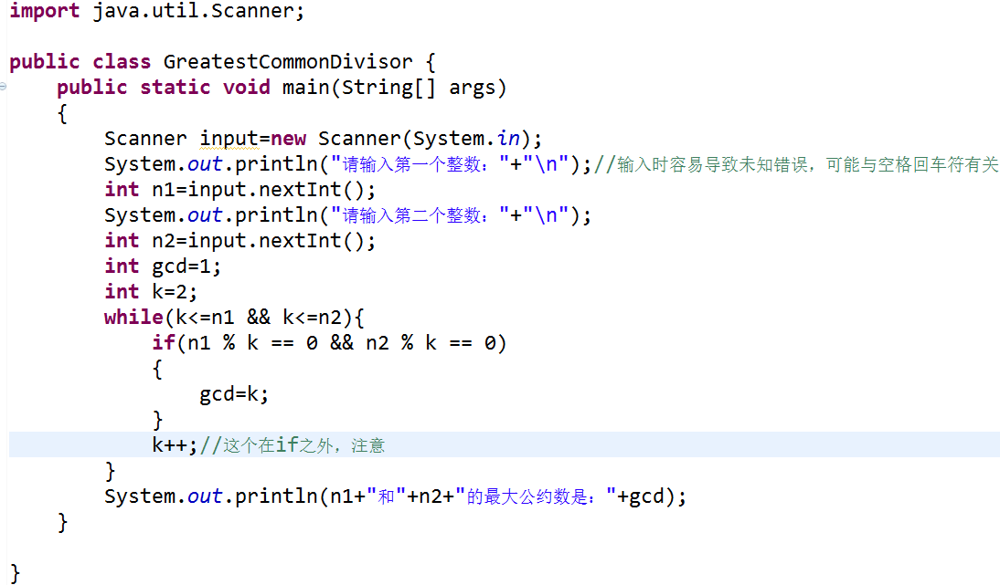 import java.util.Scanner;
public class GreatestCommonDivisor {
public static void main(String[] args)
{
Scanner input=new Scanner(System.in);
System.out.println("请输入第一个整数："+"\n");//输入时容易导致未知错误，可能与空格回车符有关
int n1=input.nextInt();
System.out.println("请输入第二个整数："+"\n");
int n2=input.nextInt();
int gcd=1;
int k=2;
while(k<=n1 && k<=n2){
if(n1 % k == 0 && n2 % k == 0)
{
gcd=k;
}
k++;//这个在if之外，注意
}
System.out.println(n1+"和"+n2+"的最大公约数是："+gcd);
}
}